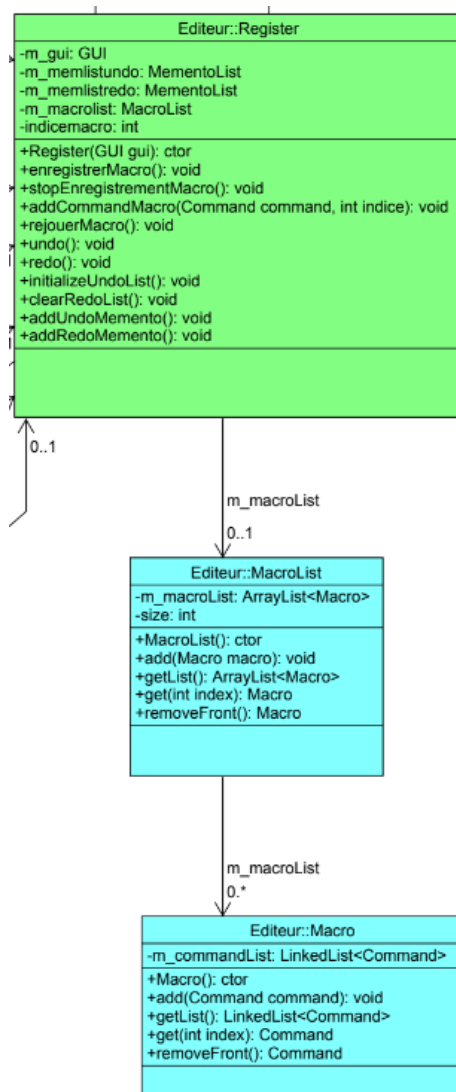 Editeur::Register
-m_gui: GUI
-m_memlistundo: MementoList
-m_memlistredo: MementoList
-m_macrolist: MacroList
-indicemacro: int
+Register(GUI gui): ctor
+enregistrerMacro(): void
+stopEnregistrementMacro(): void
+addCommandMacro(Command command, int indice): void
+rejouerMacro(): void
+undo(): void
+redo(): void
+initializeUndoList(): void
+clearRedoList(): void
+addUndoMemento(): void
+addRedoMemento(): void
0..1
m_macroList
0..1
Editeur::MacroList
-m_macroList: ArrayList<Macro>
-size: int
+MacroList(): ctor
+add(Macro macro): void
+getList(): ArrayList<Macro>
+get(int index): Macro
+removeFront(): Macro
m_macroList
0..*
Editeur::Macro
-m_commandList: LinkedList<Command>
+Macro(): ctor
+add(Command command): void
+getList(): LinkedList<Command>
+get(int index): Command
+removeFront(): Command